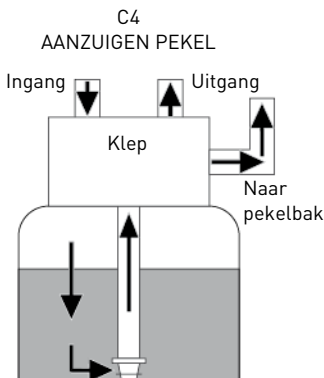 C4
AANZUIGEN PEKEL
Ingang
Uitgang
Klep
Naar
pekelbak